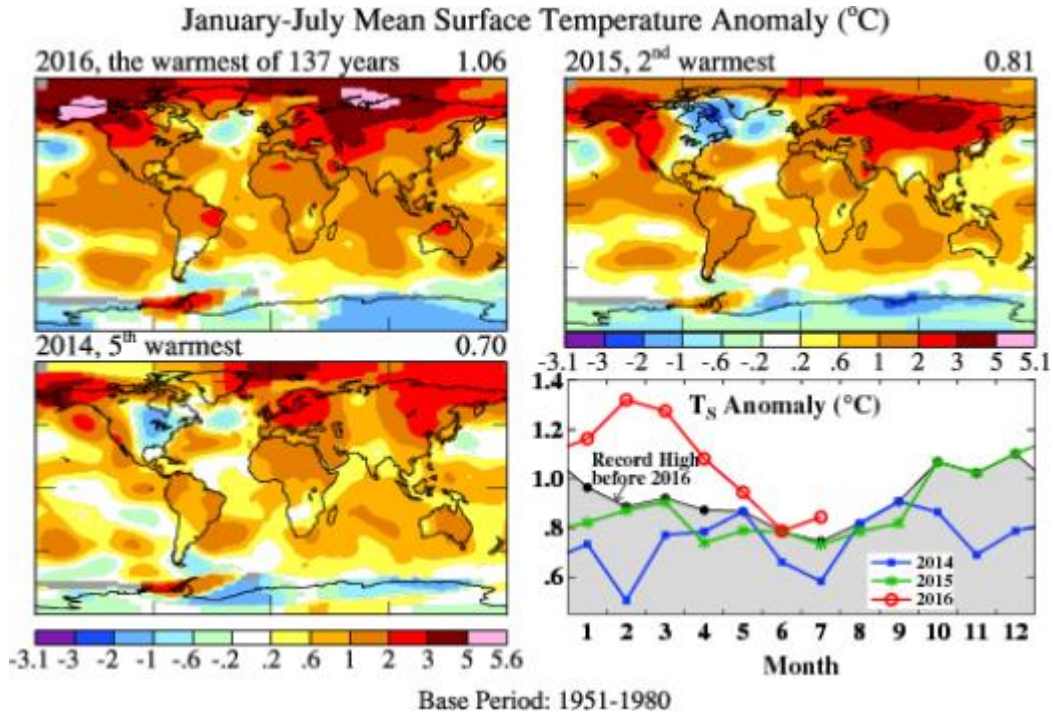 January-July Mean Surface Temperature Anomaly (°C)
2016, the warmest of 137 years 1.06
2015, 2nd warmest 0.81
2014, 5th warmest 0.70
-3.1 -3 -2 -1 -.6 -.2 .2 .6 1 2 3 5 5.1
1.4
1.2
1.0
.8
.6
Ts Anomaly (°C)
Record High
before 2016
2014
2015
2016
1 2 3 4 5 6 7 8 9 10 11 12
Month
-3.1 -3 -2 -1 -.6 -.2 .2 .6 1 2 3 5 5.6
Base Period: 1951-1980